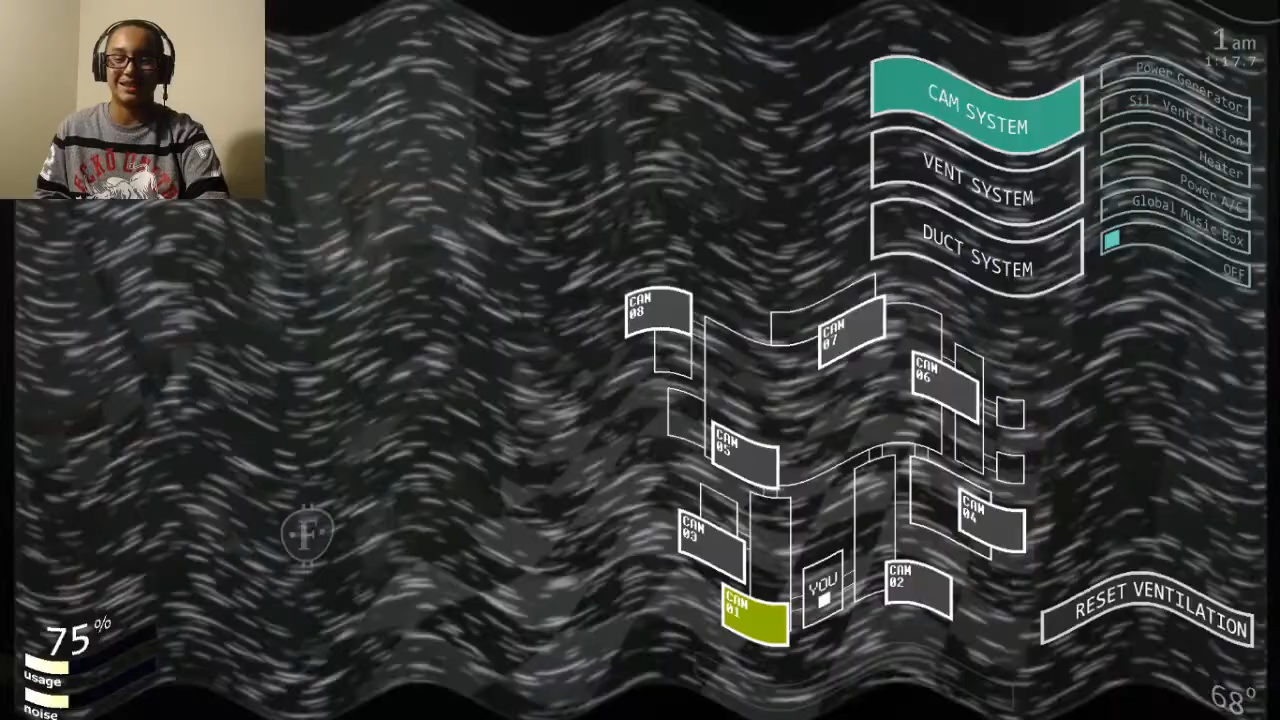 1 am
1:17.7
Power Generator
Sil. Ventilation
Heater
Power A/C
Global Music Box
OFF
CAM SYSTEM
VENT SYSTEM
DUCT SYSTEM
CAM
08
CAM
07
CAM
06
CAM
05
CAM
04
CAM
03
CAM
02
CAM
01
YOU
F
RESET VENTILATION
75%
usage
noise
68°